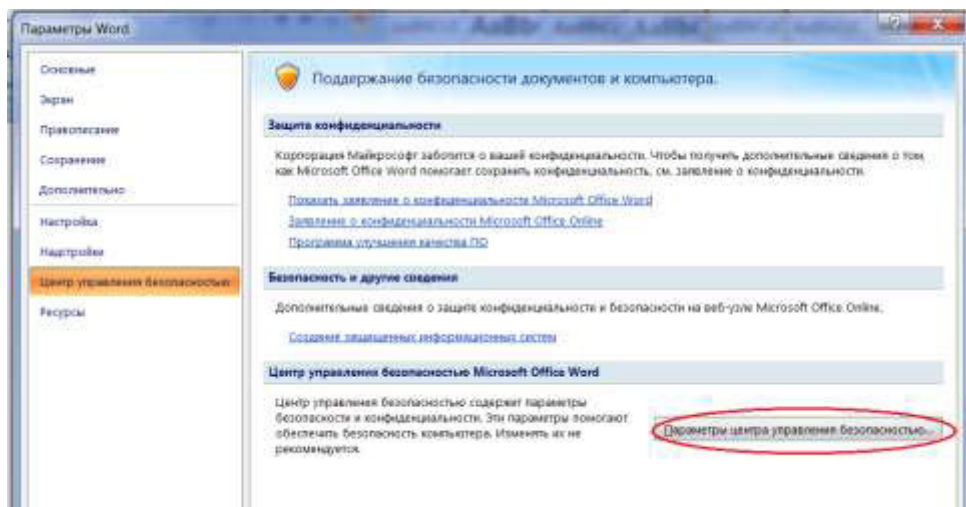 Параметры Word
Основные
Экран
Правописание
Сохранение
Дополнительно
Настройка
Надстройки
Центр управления безопасностью
Ресурсы
Поддержание безопасности документов и компьютера.
Защита конфиденциальности
Корпорация Майкрософт заботится о вашей конфиденциальности. Чтобы получить дополнительные сведения о том,
как Microsoft Office Word помогает сохранить конфиденциальность, см. заявление о конфиденциальности.
Показать заявление о конфиденциальности Microsoft Office Word
Заявление о конфиденциальности Microsoft Office Online
Программа улучшения качества ПО
Безопасность и другие сведения
Дополнительные сведения о защите конфиденциальности и безопасности на веб-узле Microsoft Office Online.
Создание защищенных информационных систем
Центр управления безопасностью Microsoft Office Word
Центр управления безопасностью содержит параметры
безопасности и конфиденциальности. Эти параметры помогают
обеспечить безопасность компьютера. Изменять их не
рекомендуется.
Параметры центра управления безопасностью...